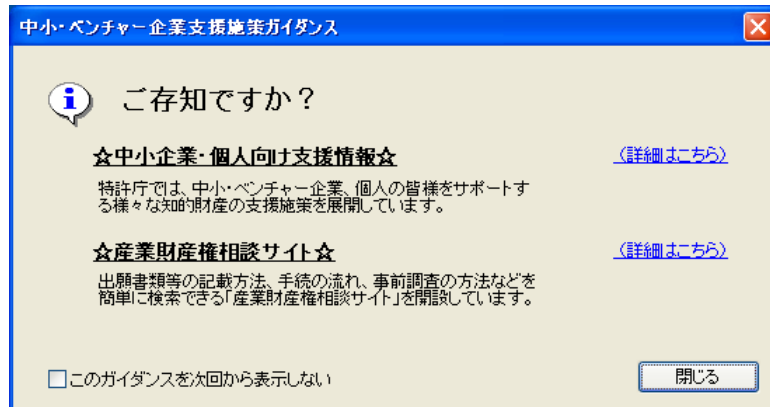 中小・ベンチャー企業支援施策ガイダンス
ご存知ですか？
☆中小企業・個人向け支援情報☆
（詳細はこちら）
特許庁では、中小・ベンチャー企業、個人の皆様をサポートす
る様々な知的財産の支援施策を展開しています。
☆産業財産権相談サイト☆
（詳細はこちら）
出願書類等の記載方法、手続の流れ、事前調査の方法などを
簡単に検索できる「産業財産権相談サイト」を開設しています。
このガイダンスを次回から表示しない
閉じる